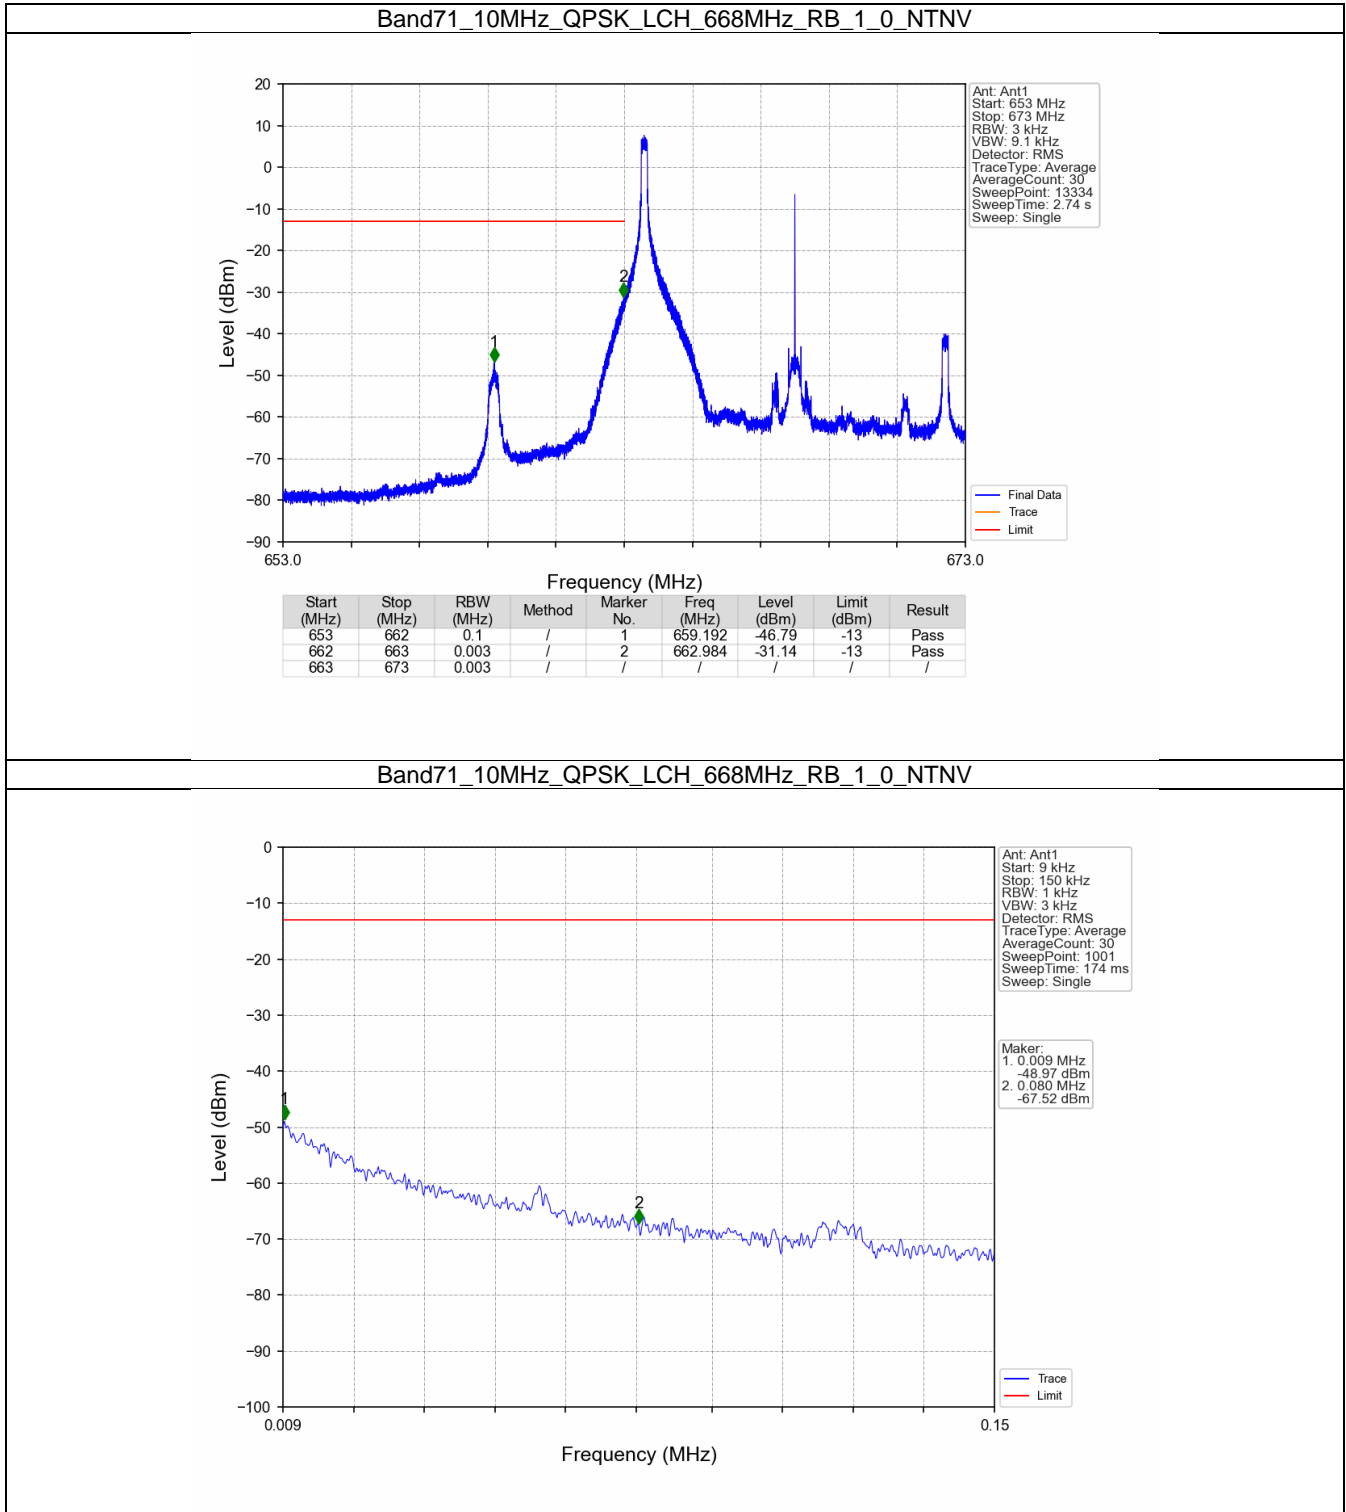 Band71_10MHz_QPSK_LCH_668MHz_RB_1_0_NTNV
20
10
0
−10
−20
−30
−40
−50
−60
−70
−80
−90
Level (dBm)
1
2
653.0
673.0
Frequency (MHz)
Ant: Ant1
Start: 653 MHz
Stop: 673 MHz
RBW: 3 kHz
VBW: 9.1 kHz
Detector: RMS
TraceType: Average
AverageCount: 30
SweepPoint: 13334
SweepTime: 2.74 s
Sweep: Single
Final Data
Trace
Limit
Start (MHz) Stop (MHz) RBW (MHz) Method Marker No. Freq (MHz) Level (dBm) Limit (dBm) Result
653 662 0.1 / 1 659.192 -46.79 -13 Pass
662 663 0.003 / 2 662.984 -31.14 -13 Pass
663 673 0.003 / / / / / /
Band71_10MHz_QPSK_LCH_668MHz_RB_1_0_NTNV
0
−10
−20
−30
−40
−50
−60
−70
−80
−90
−100
Level (dBm)
1
2
0.009
0.15
Frequency (MHz)
Ant: Ant1
Start: 9 kHz
Stop: 150 kHz
RBW: 1 kHz
VBW: 3 kHz
Detector: RMS
TraceType: Average
AverageCount: 30
SweepPoint: 1001
SweepTime: 174 ms
Sweep: Single
Maker:
1. 0.009 MHz
-48.97 dBm
2. 0.080 MHz
-67.52 dBm
Trace
Limit